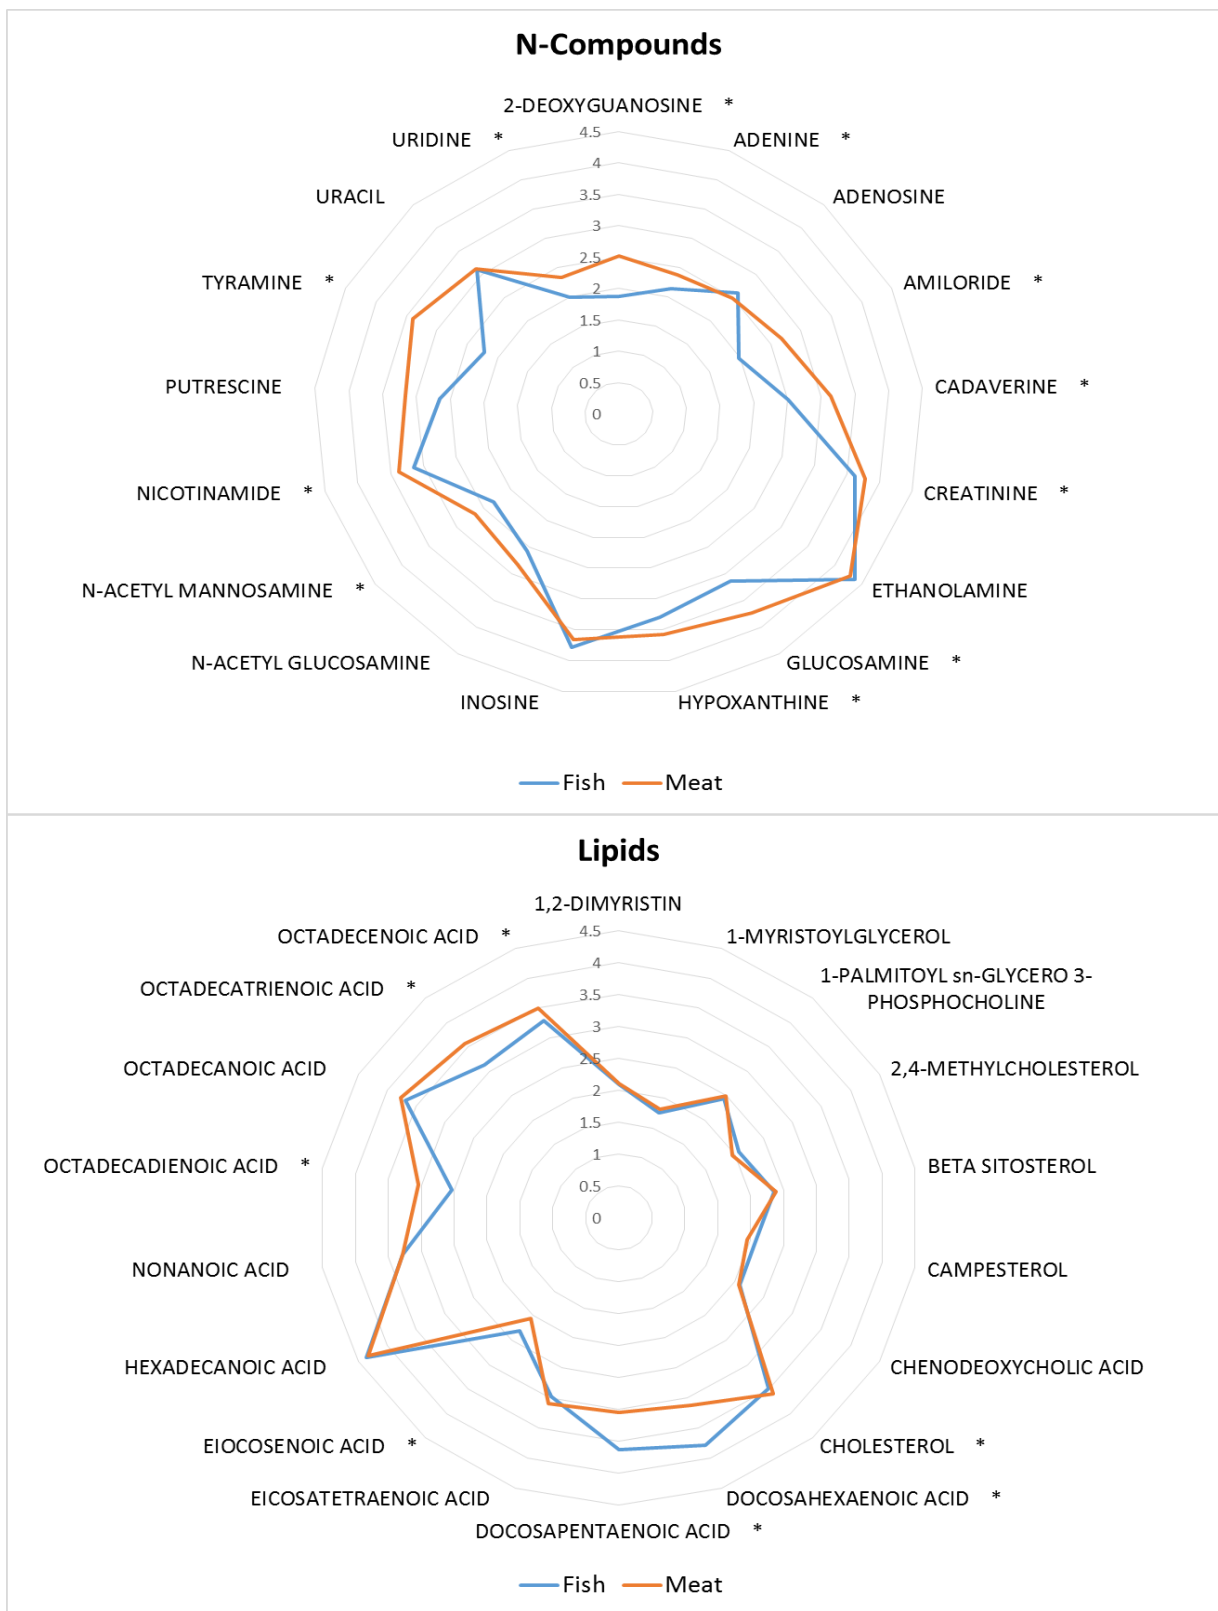 N-Compounds
2-DEOXYGUANOSINE *
URIDINE *
ADENINE *
URACIL
ADENOSINE
TYRAMINE *
AMILORIDE *
PUTRESCINE
CADAVERINE *
NICOTINAMIDE *
CREATININE *
N-ACETYL MANNOSAMINE *
ETHANOLAMINE
N-ACETYL GLUCOSAMINE
GLUCOSAMINE *
INOSINE
HYPOXANTHINE *
4.5
4
3.5
3
2.5
2
1.5
1
0.5
0
Fish Meat
Lipids
1,2-DIMYRISTIN
OCTADECENOIC ACID *
1-MYRISTOYLGLYCEROL
OCTADECATRIENOIC ACID *
1-PALMITOYL sn-GLYCERO 3-
PHOSPHOCHOLINE
OCTADECANOIC ACID
2,4-METHYLCHOLESTEROL
OCTADECADIENOIC ACID *
BETA SITOSTEROL
NONANOIC ACID
CAMPESTEROL
HEXADECANOIC ACID
CHENODEOXYCHOLIC ACID
EIOCOSENOIC ACID *
CHOLESTEROL *
EICOSATETRAENOIC ACID
DOCOSAHEXAENOIC ACID *
DOCOSAPENTAENOIC ACID *
4.5
4
3.5
3
2.5
2
1.5
1
0.5
0
Fish Meat